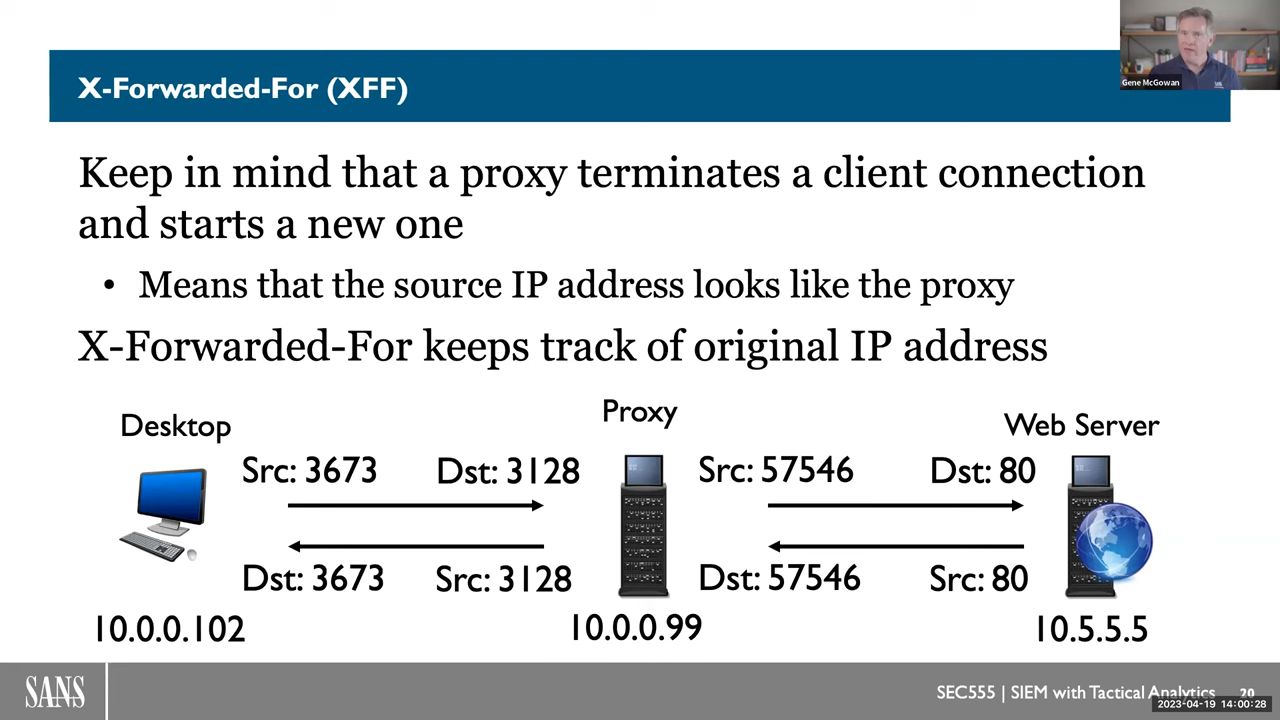 Gene McGowan
X-Forwarded-For (XFF)
Keep in mind that a proxy terminates a client connection
and starts a new one
• Means that the source IP address looks like the proxy
X-Forwarded-For keeps track of original IP address
Desktop
Proxy
Web Server
Src: 3673
Dst: 3128
Src: 57546
Dst: 80
Dst: 3673
Src: 3128
Dst: 57546
Src: 80
10.0.0.102
10.0.0.99
10.5.5.5
SANS
SEC555 | SIEM with Tactical Analytics
20
2023-04-19 14:00:28